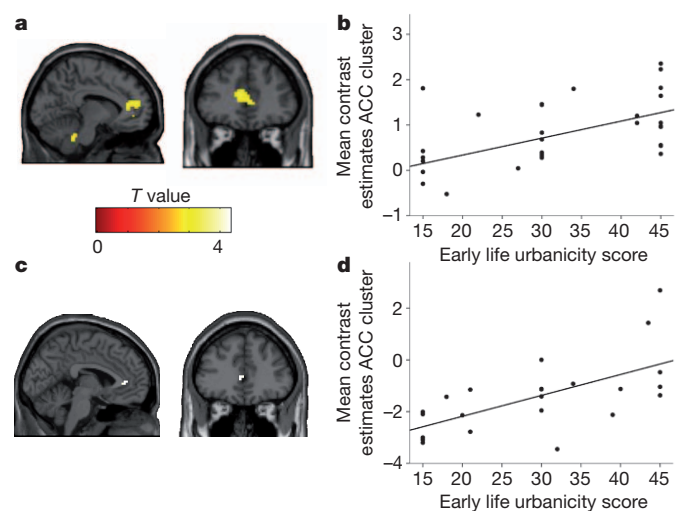 a
b
T value
0 4
Mean contrast
estimates ACC cluster
3
2
1
0
–1
15 20 25 30 35 40 45
Early life urbanicity score
c
d
Mean contrast
estimates ACC cluster
2
0
–2
–4
15 20 25 30 35 40 45
Early life urbanicity score